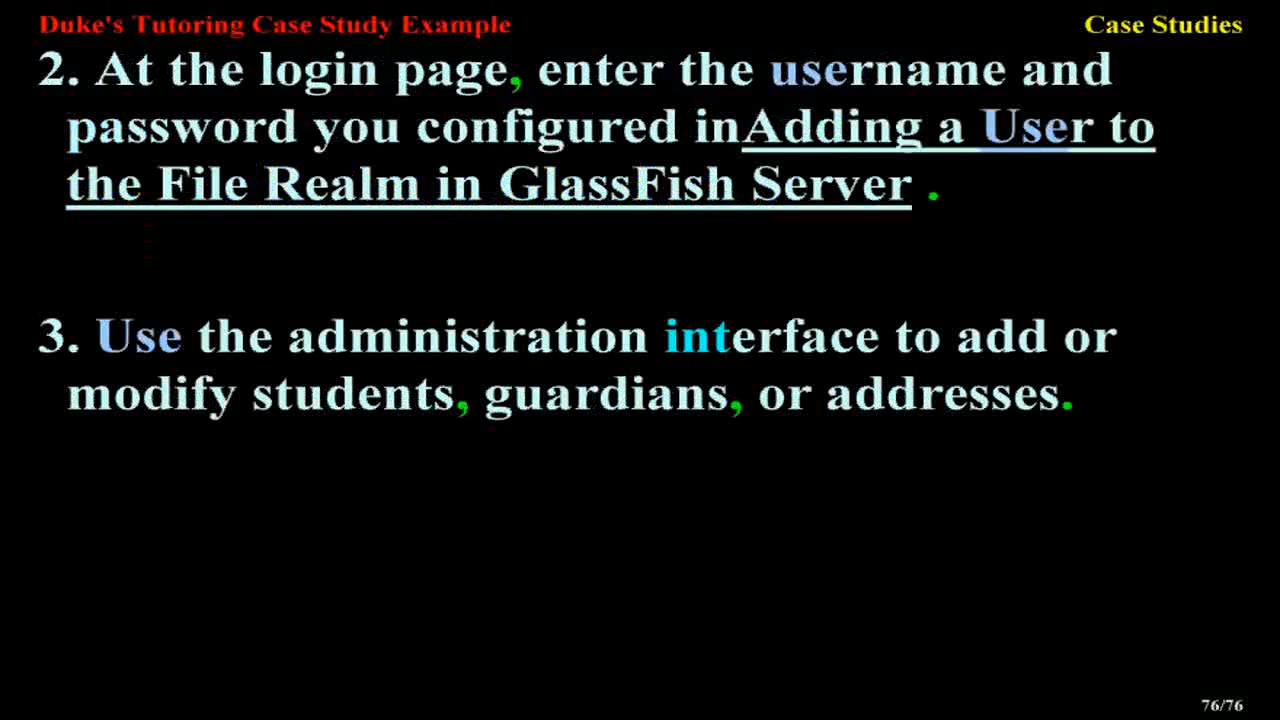 Duke's Tutoring Case Study Example Case Studies
2. At the login page, enter the username and
password you configured inAdding a User to
the File Realm in GlassFish Server .
3. Use the administration interface to add or
modify students, guardians, or addresses.
76/76